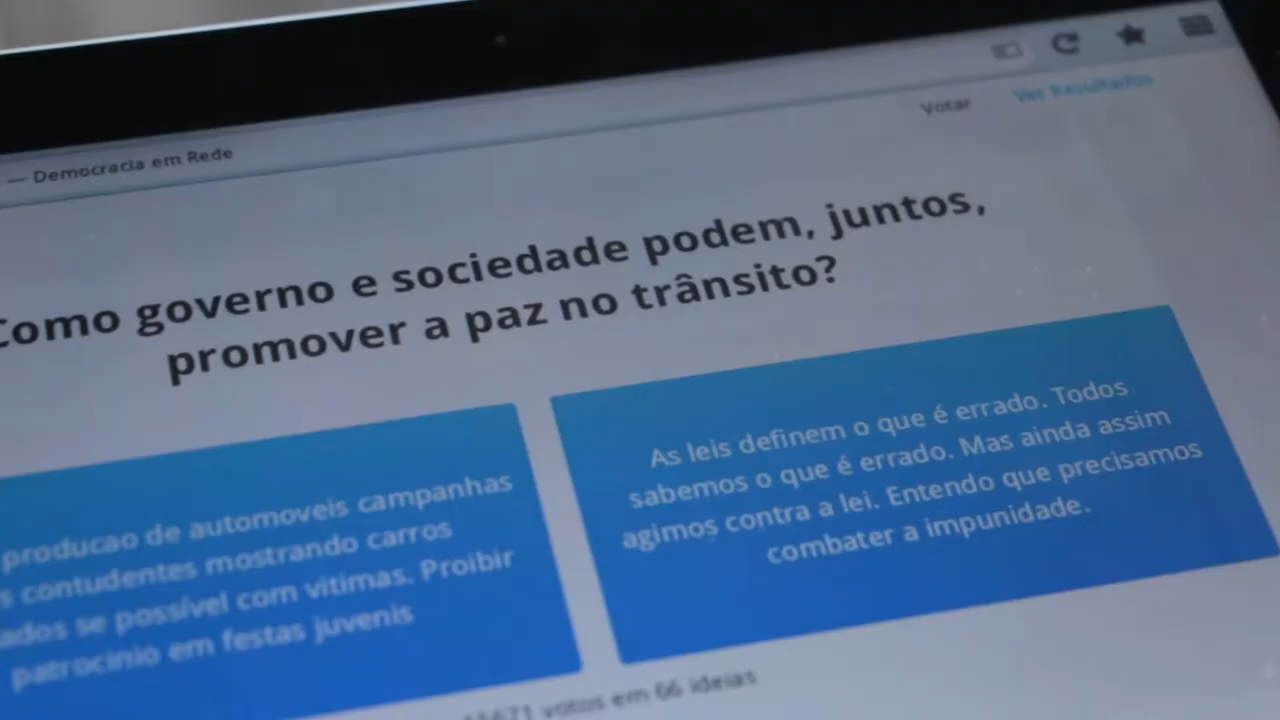 — Democracia em Rede
Votar
Ver Resultados
Como governo e sociedade podem, juntos,
promover a paz no trânsito?
producao de automoveis campanhas
contudentes mostrando carros
se possível com vitimas. Proibir
patrocinio em festas juvenis
As leis definem o que é errado. Todos
sabemos o que é errado. Mas ainda assim
agimos contra a lei. Entendo que precisamos
combater a impunidade.
votos em 66 ideias